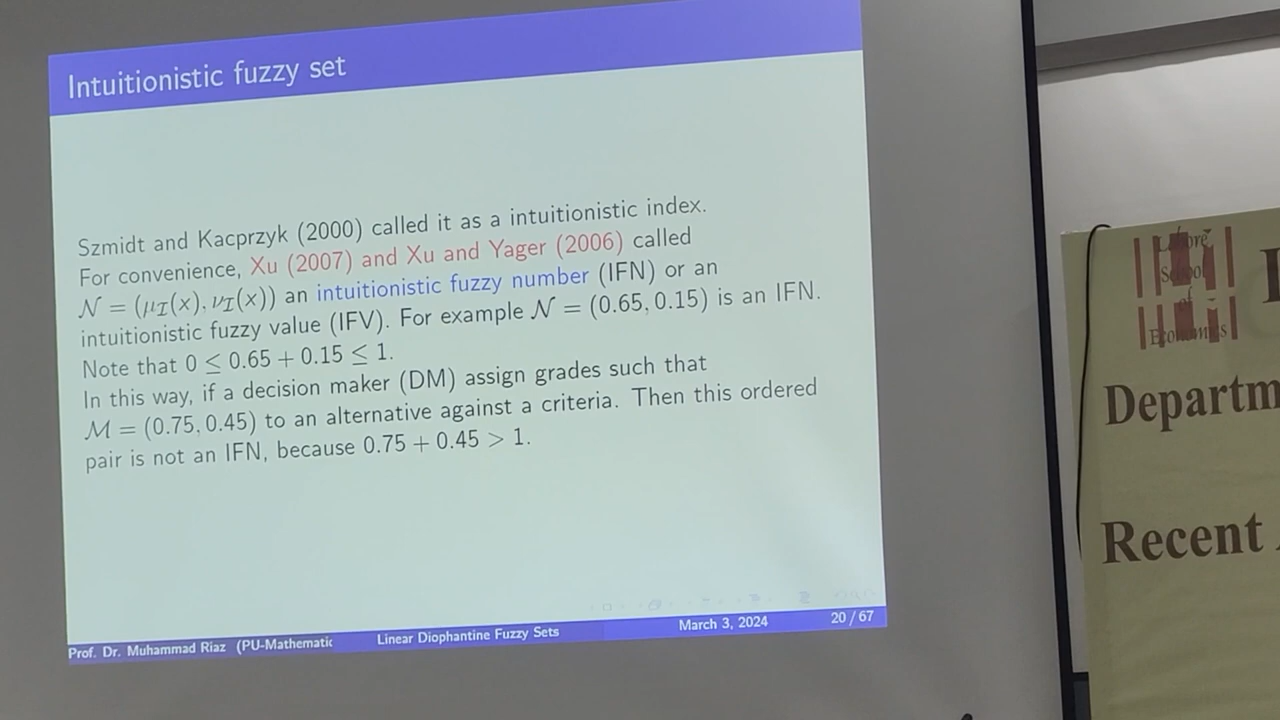 Intuitionistic fuzzy set
Szmidt and Kacprzyk (2000) called it as a intuitionistic index.
For convenience, Xu (2007) and Xu and Yager (2006) called
𝒩 = (μ_ℐ(x), ν_ℐ(x)) an intuitionistic fuzzy number (IFN) or an
intuitionistic fuzzy value (IFV). For example 𝒩 = (0.65, 0.15) is an IFN.
Note that 0 ≤ 0.65 + 0.15 ≤ 1.
In this way, if a decision maker (DM) assign grades such that
ℳ = (0.75, 0.45) to an alternative against a criteria. Then this ordered
pair is not an IFN, because 0.75 + 0.45 > 1.
Prof. Dr. Muhammad Riaz (PU-Mathematic
Linear Diophantine Fuzzy Sets
March 3, 2024
20 / 67
Lahore
School
of
Economics
Departm
Recent